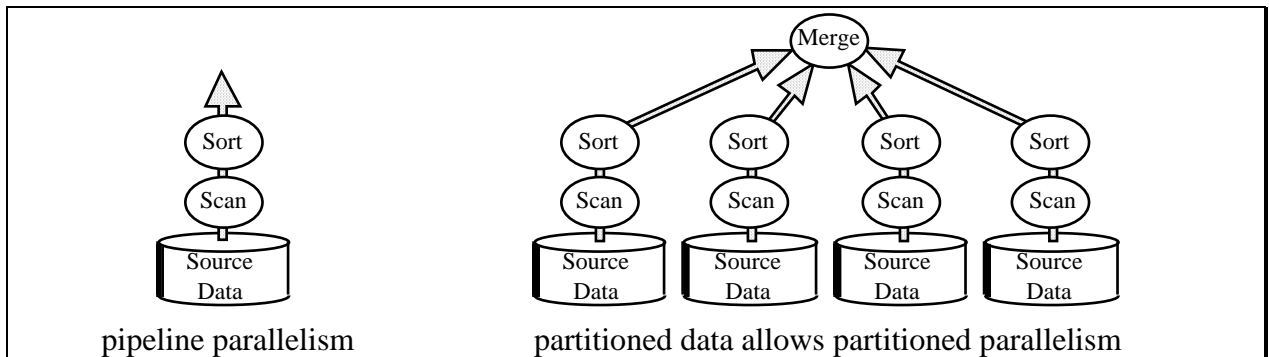 Merge
Sort
Sort
Sort
Sort
Sort
Scan
Scan
Scan
Scan
Scan
Source
Data
Source
Data
Source
Data
Source
Data
Source
Data
pipeline parallelism
partitioned data allows partitioned parallelism